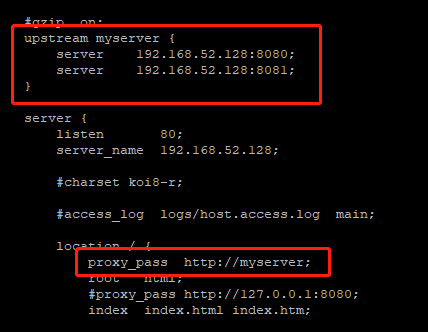 #gzip on;
upstream myserver {
server 192.168.52.128:8080;
server 192.168.52.128:8081;
}
server {
listen 80;
server_name 192.168.52.128;
#charset koi8-r;
#access_log logs/host.access.log main;
location / {
proxy_pass http://myserver;
root html;
#proxy_pass http://127.0.0.1:8080;
index index.html index.htm;